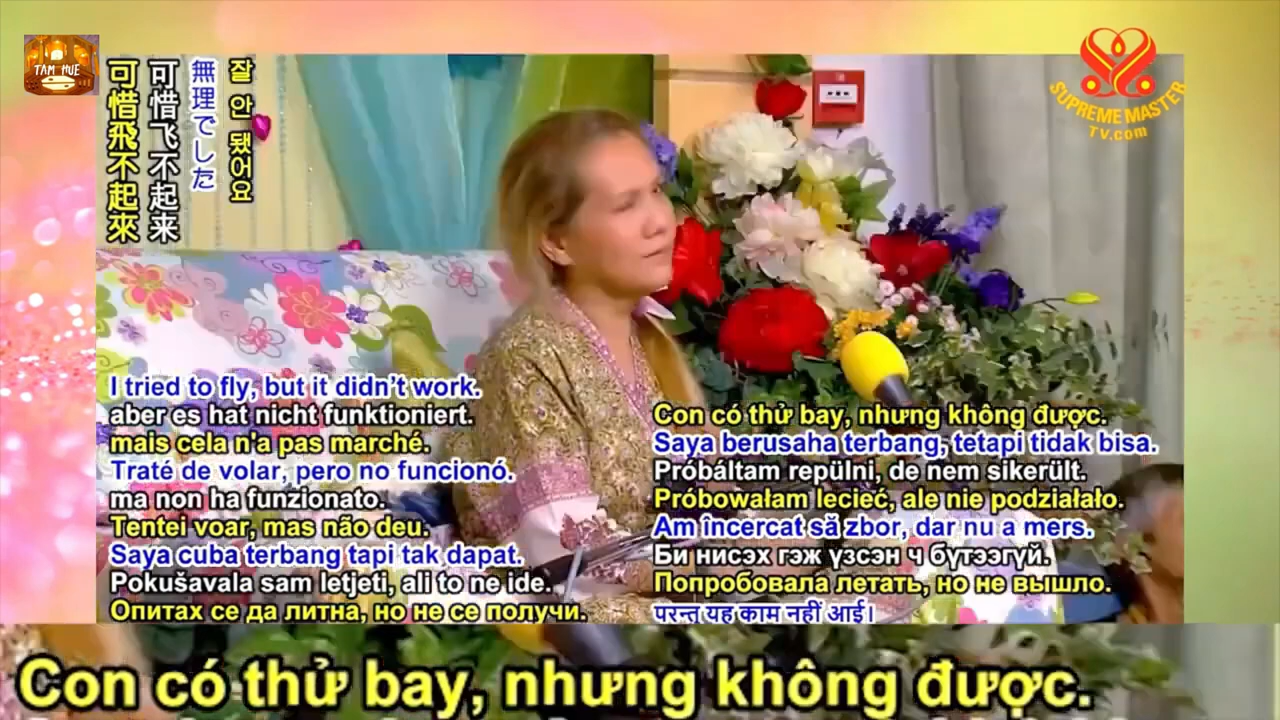 TAM HUE
SUPREME MASTER
TV.com
잘 안 됐어요
無理でした
可惜飞不起来
可惜飛不起來
I tried to fly, but it didn't work.
aber es hat nicht funktioniert.
mais cela n'a pas marché.
Traté de volar, pero no funcionó.
ma non ha funzionato.
Tentei voar, mas não deu.
Saya cuba terbang tapi tak dapat.
Pokušavala sam letjeti, ali to ne ide.
Опитах се да литна, но не се получи.
Con có thử bay, nhưng không được.
Saya berusaha terbang, tetapi tidak bisa.
Próbáltam repülni, de nem sikerült.
Próbowałam lecieć, ale nie podziałało.
Am încercat să zbor, dar nu a mers.
Би нисэх гэж үзсэн ч бүтээгүй.
Попробовала летать, но не вышло.
परन्तु यह काम नहीं आई।
Con có thử bay, nhưng không được.